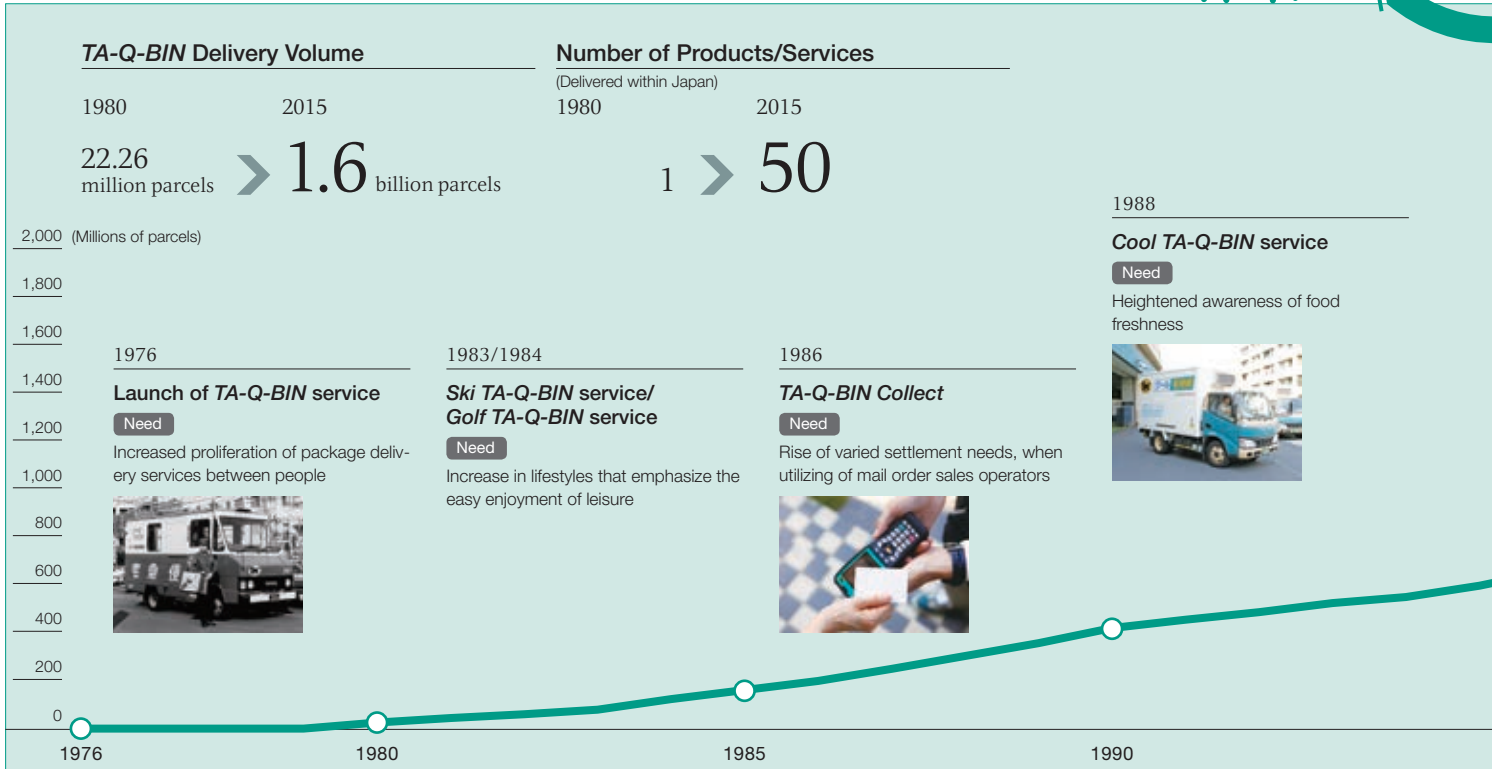 TA-Q-BIN Delivery Volume
1980
2015
22.26
million parcels
1.6 billion parcels
Number of Products/Services
(Delivered within Japan)
1980
2015
1
50
2,000 (Millions of parcels)
1,800
1,600
1,400
1,200
1,000
800
600
400
200
0
1976
Launch of TA-Q-BIN service
Need
Increased proliferation of package deliv-
ery services between people
1983/1984
Ski TA-Q-BIN service/
Golf TA-Q-BIN service
Need
Increase in lifestyles that emphasize the
easy enjoyment of leisure
1986
TA-Q-BIN Collect
Need
Rise of varied settlement needs, when
utilizing of mail order sales operators
1988
Cool TA-Q-BIN service
Need
Heightened awareness of food
freshness
1976
1980
1985
1990